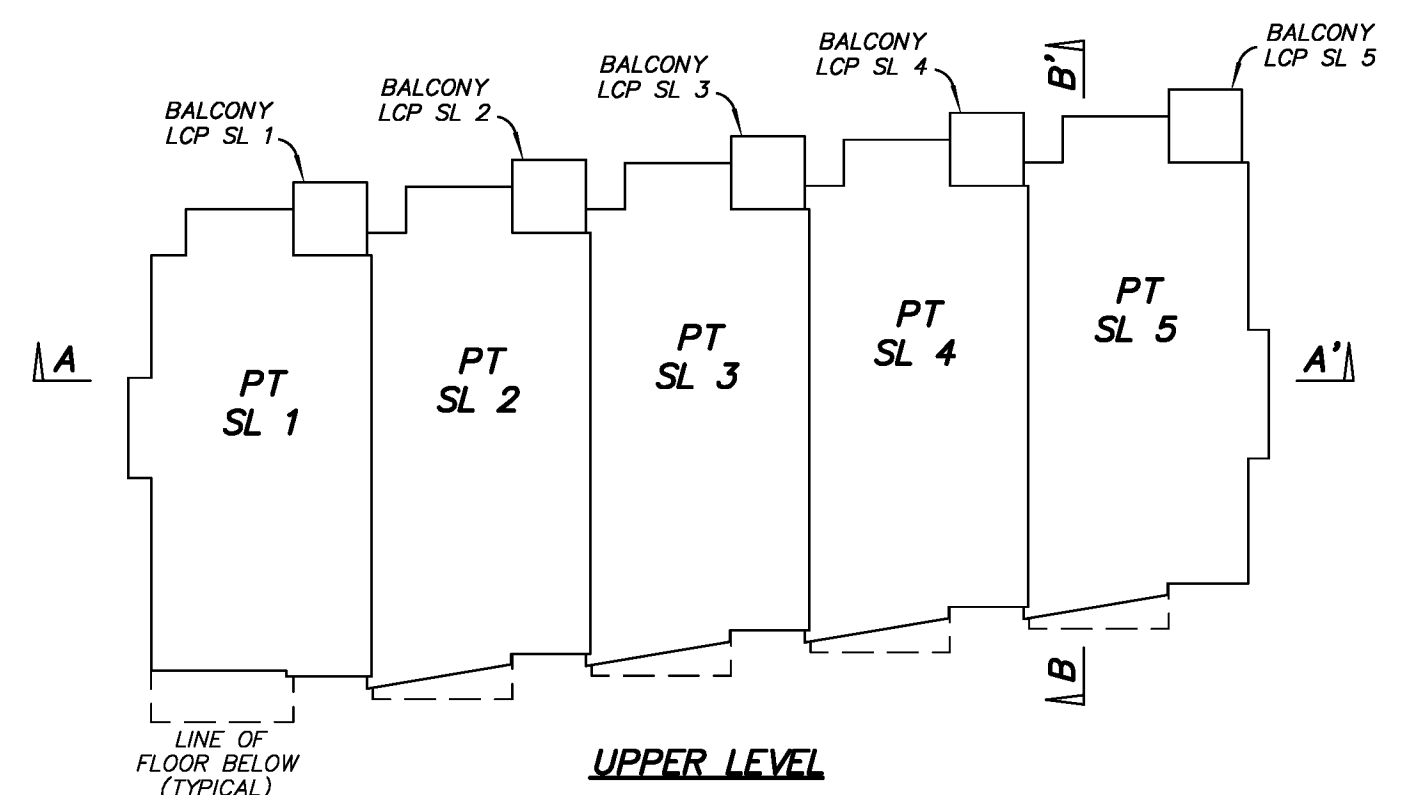 BALCONY
LCP SL 1
BALCONY
LCP SL 2
BALCONY
LCP SL 3
BALCONY
LCP SL 4
B'
BALCONY
LCP SL 5
A
PT
SL 1
PT
SL 2
PT
SL 3
PT
SL 4
PT
SL 5
A'
B
LINE OF
FLOOR BELOW
(TYPICAL)
UPPER LEVEL